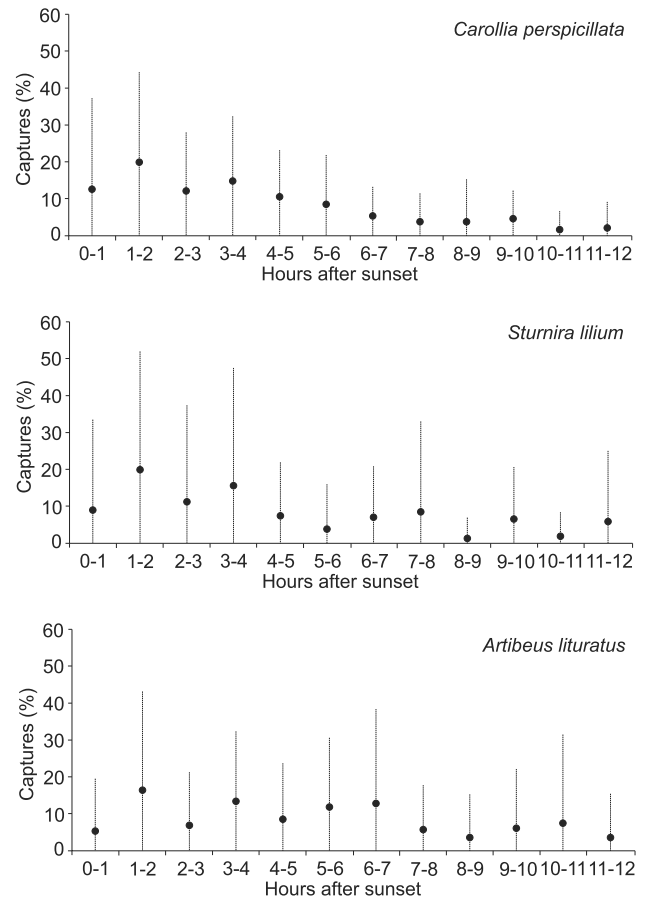 Carollia perspicillata
Captures (%)
60
50
40
30
20
10
0
0-1 1-2 2-3 3-4 4-5 5-6 6-7 7-8 8-9 9-10 10-11 11-12
Hours after sunset
Sturnira lilium
Captures (%)
60
50
40
30
20
10
0
0-1 1-2 2-3 3-4 4-5 5-6 6-7 7-8 8-9 9-10 10-11 11-12
Hours after sunset
Artibeus lituratus
Captures (%)
60
50
40
30
20
10
0
0-1 1-2 2-3 3-4 4-5 5-6 6-7 7-8 8-9 9-10 10-11 11-12
Hours after sunset